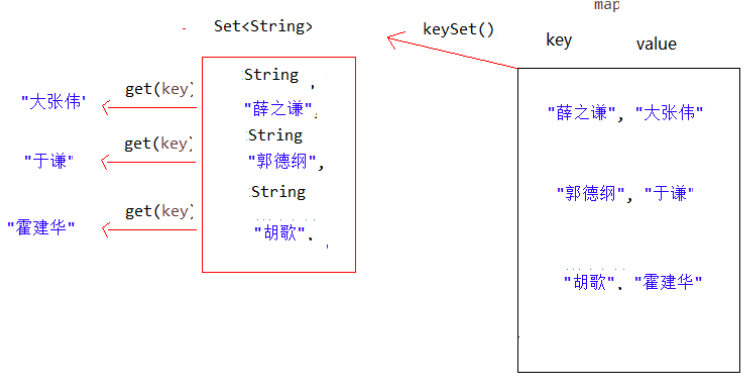 map
Set<String>
keySet()
key
value
String ,
"大张伟"
get(key)
"薛之谦",
"薛之谦", "大张伟"
String
"于谦"
get(key)
"郭德纲",
"郭德纲", "于谦"
String
"霍建华"
get(key)
"胡歌".
"胡歌". "霍建华"